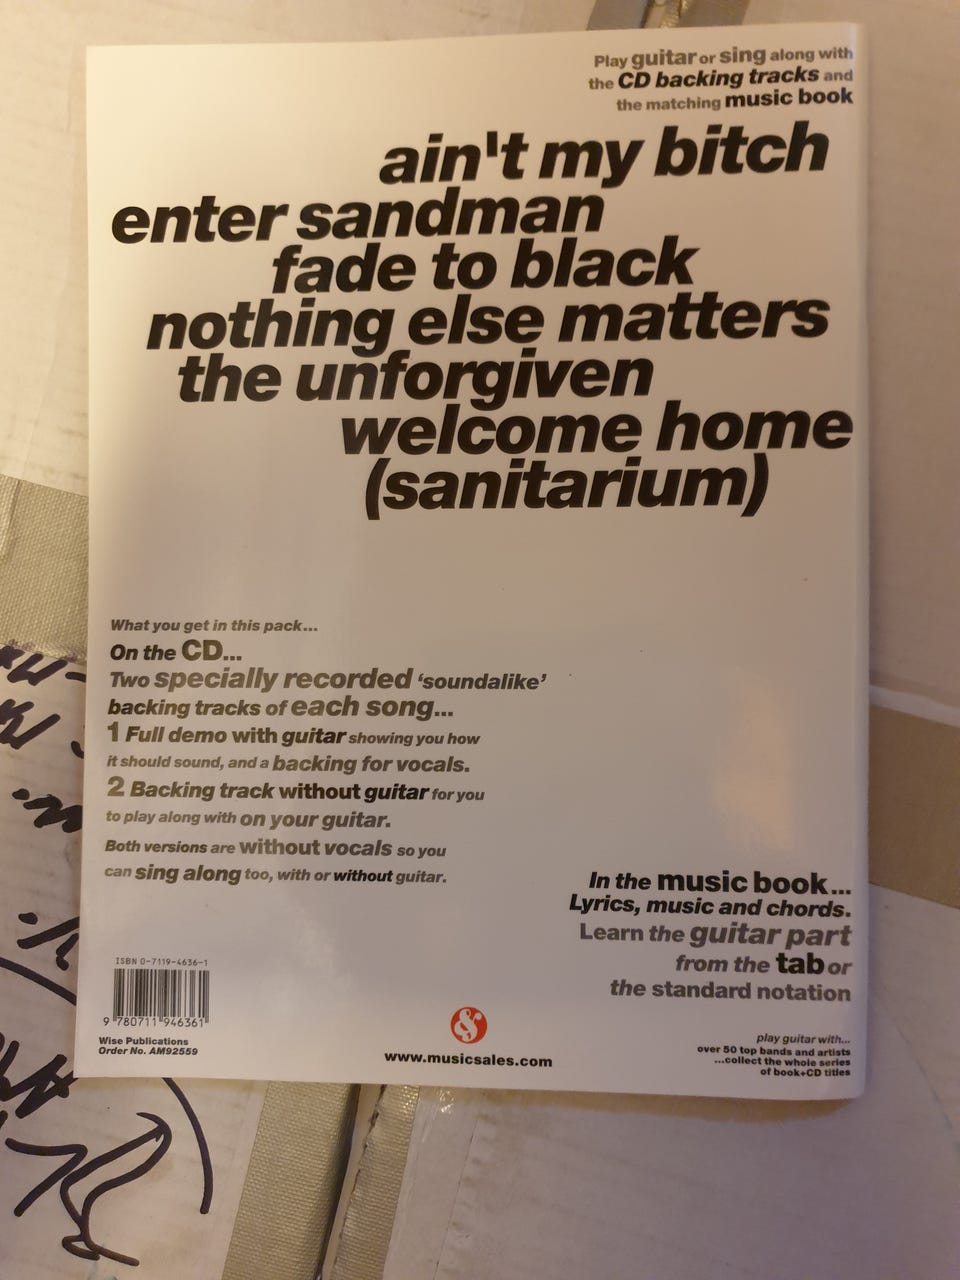 Play guitar or sing along with
the CD backing tracks and
the matching music book
ain't my bitch
enter sandman
fade to black
nothing else matters
the unforgiven
welcome home
(sanitarium)
What you get in this pack...
On the CD...
Two specially recorded 'soundalike'
backing tracks of each song...
1 Full demo with guitar showing you how
it should sound, and a backing for vocals.
2 Backing track without guitar for you
to play along with on your guitar.
Both versions are without vocals so you
can sing along too, with or without guitar.
In the music book...
Lyrics, music and chords.
Learn the guitar part
from the tab or
the standard notation
ISBN 0-7119-4636-1
9 780711 946361
Wise Publications
Order No. AM92559
www.musicsales.com
play guitar with...
over 50 top bands and artists
...collect the whole series
of book+CD titles